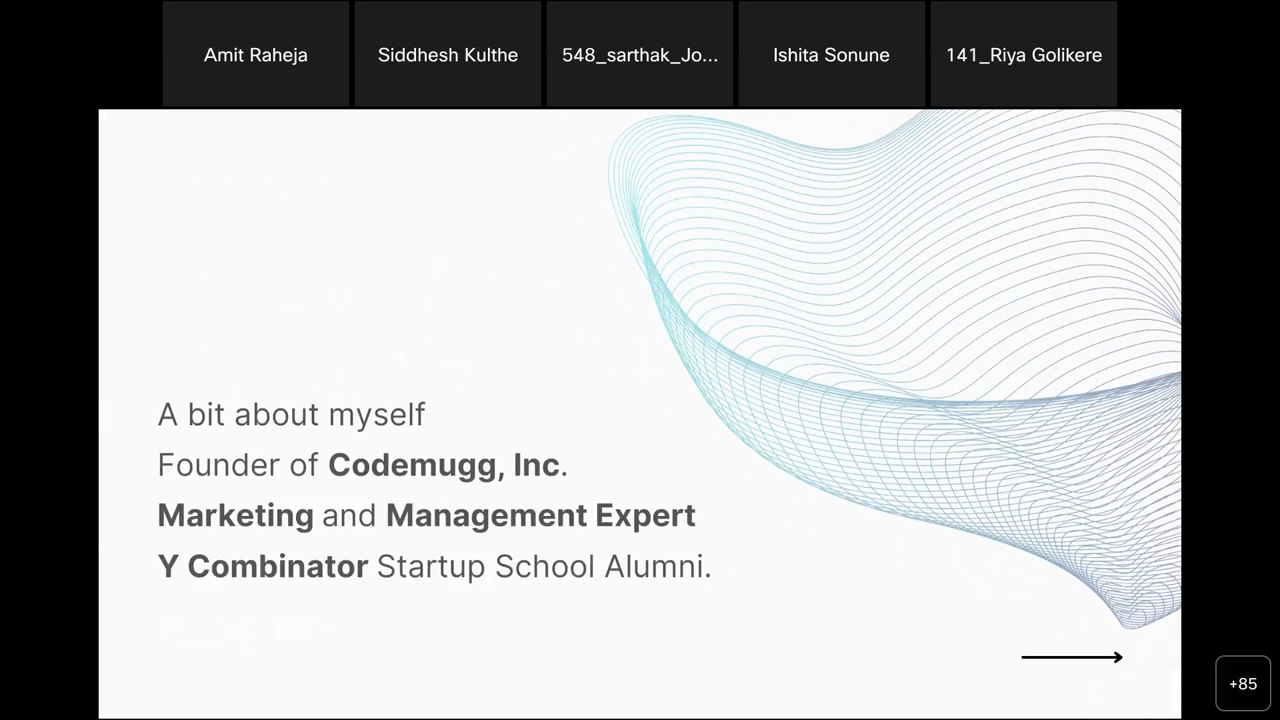 Amit Raheja
Siddhesh Kulthe
548_sarthak_Jo...
Ishita Sonune
141_Riya Golikere
A bit about myself
Founder of Codemugg, Inc.
Marketing and Management Expert
Y Combinator Startup School Alumni.
+85